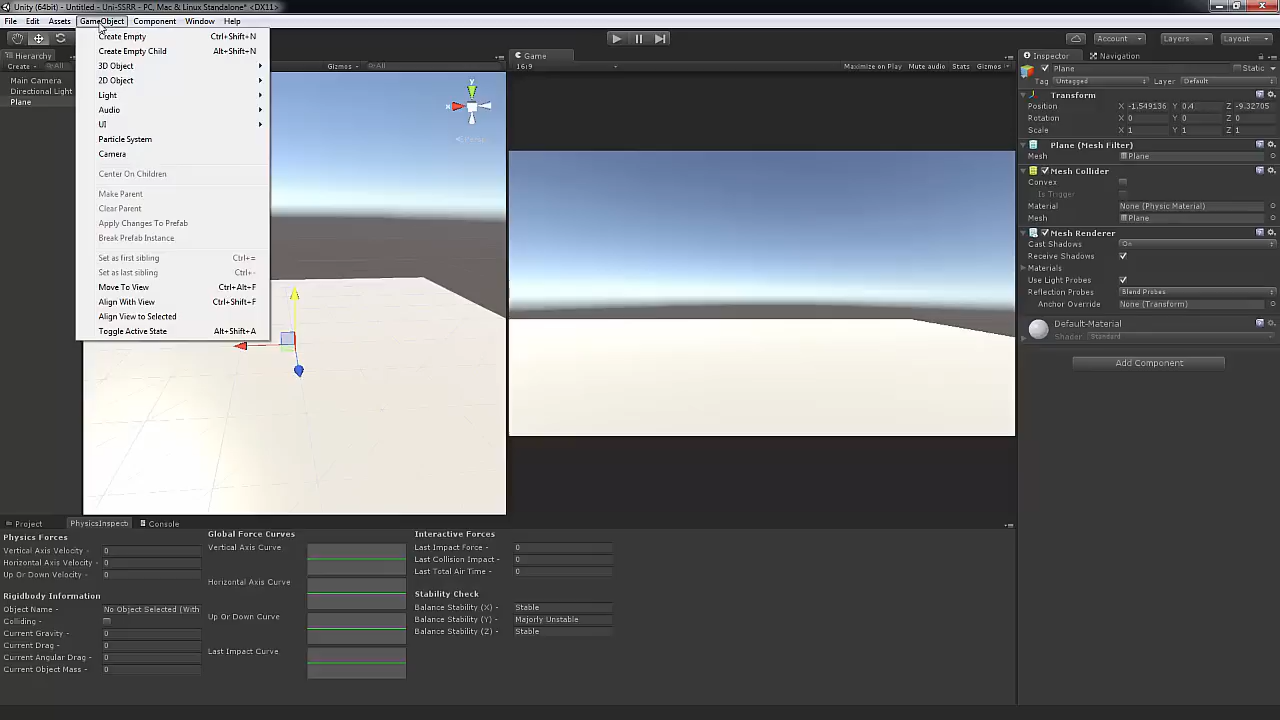 Unity (64bit) - Untitled - Uni-SSRR - PC, Mac & Linux Standalone* <DX11>
File Edit Assets GameObject Component Window Help
Account Layers Layout
Hierarchy
Create All
Main Camera
Directional Light
Plane
Create Empty Ctrl+Shift+N
Create Empty Child Alt+Shift+N
3D Object
2D Object
Light
Audio
UI
Particle System
Camera
Center On Children
Make Parent
Clear Parent
Apply Changes To Prefab
Break Prefab Instance
Set as first sibling Ctrl+=
Set as last sibling Ctrl+-
Move To View Ctrl+Alt+F
Align With View Ctrl+Shift+F
Align View to Selected
Toggle Active State Alt+Shift+A
Gizmos All
y
x
Persp
Game
16:9 Maximize on Play Mute audio Stats Gizmos
Inspector Navigation
Plane Static
Tag Untagged Layer Default
Transform
Position X -1.549136 Y 0.4 Z -9.32705
Rotation X 0 Y 0 Z 0
Scale X 1 Y 1 Z 1
Plane (Mesh Filter)
Mesh Plane
Mesh Collider
Convex
Is Trigger
Material None (Physic Material)
Mesh Plane
Mesh Renderer
Cast Shadows On
Receive Shadows
Materials
Use Light Probes
Reflection Probes Blend Probes
Anchor Override None (Transform)
Default-Material
Shader Standard
Add Component
Project PhysicsInspect Console
Physics Forces
Vertical Axis Velocity - 0
Horizontal Axis Velocity - 0
Up Or Down Velocity - 0
Rigidbody Information
Object Name - No Object Selected (With
Colliding -
Current Gravity - 0
Current Drag - 0
Current Angular Drag - 0
Current Object Mass - 0
Global Force Curves
Vertical Axis Curve
Horizontal Axis Curve
Up Or Down Curve
Last Impact Curve
Interactive Forces
Last Impact Force - 0
Last Collision Impact - 0
Last Total Air Time - 0
Stability Check
Balance Stability (X) - Stable
Balance Stability (Y) - Majorly Unstable
Balance Stability (Z) - Stable